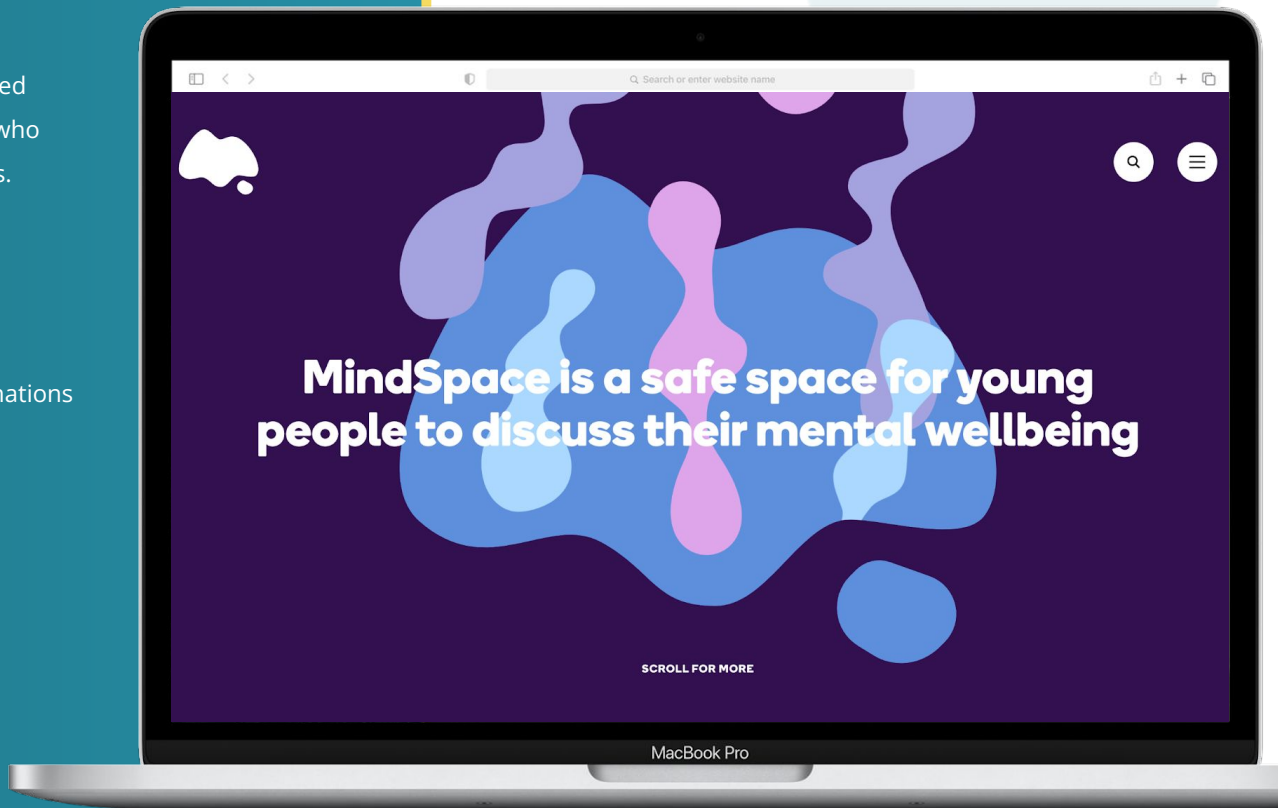 ed
who
s.
nations
Search or enter website name
MindSpace is a safe space for young
people to discuss their mental wellbeing
SCROLL FOR MORE
MacBook Pro